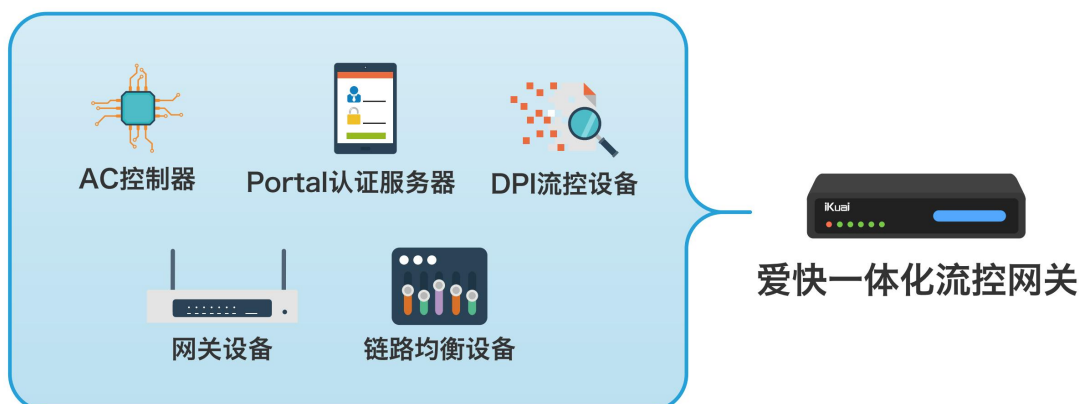 AC控制器
Portal认证服务器
DPI流控设备
网关设备
链路均衡设备
iKuai
爱快一体化流控网关